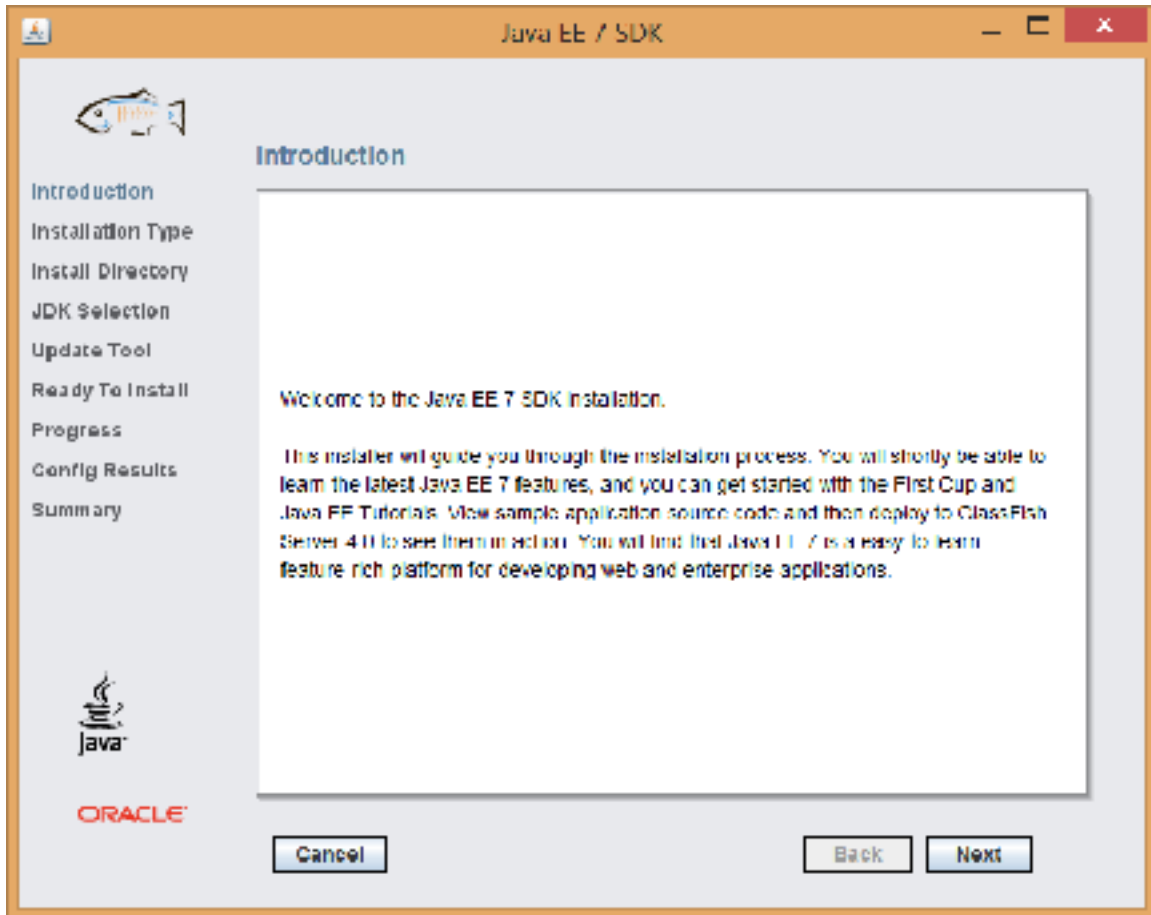 Java EE 7 SDK
Introduction
Introduction
Installation Type
Install Directory
JDK Selection
Update Tool
Ready To Install
Progress
Config Results
Summary
Welcome to the Java EE 7 SDK installation.
This installer will guide you through the installation process. You will shortly be able to
learn the latest Java EE 7 features, and you can get started with the First Cup and
Java EE Tutorials. View sample application source code and then deploy to GlassFish
Server 4.0 to see them in action. You will find that Java EE 7 is a easy to learn
feature rich platform for developing web and enterprise applications.
Java
ORACLE
Cancel
Back
Next